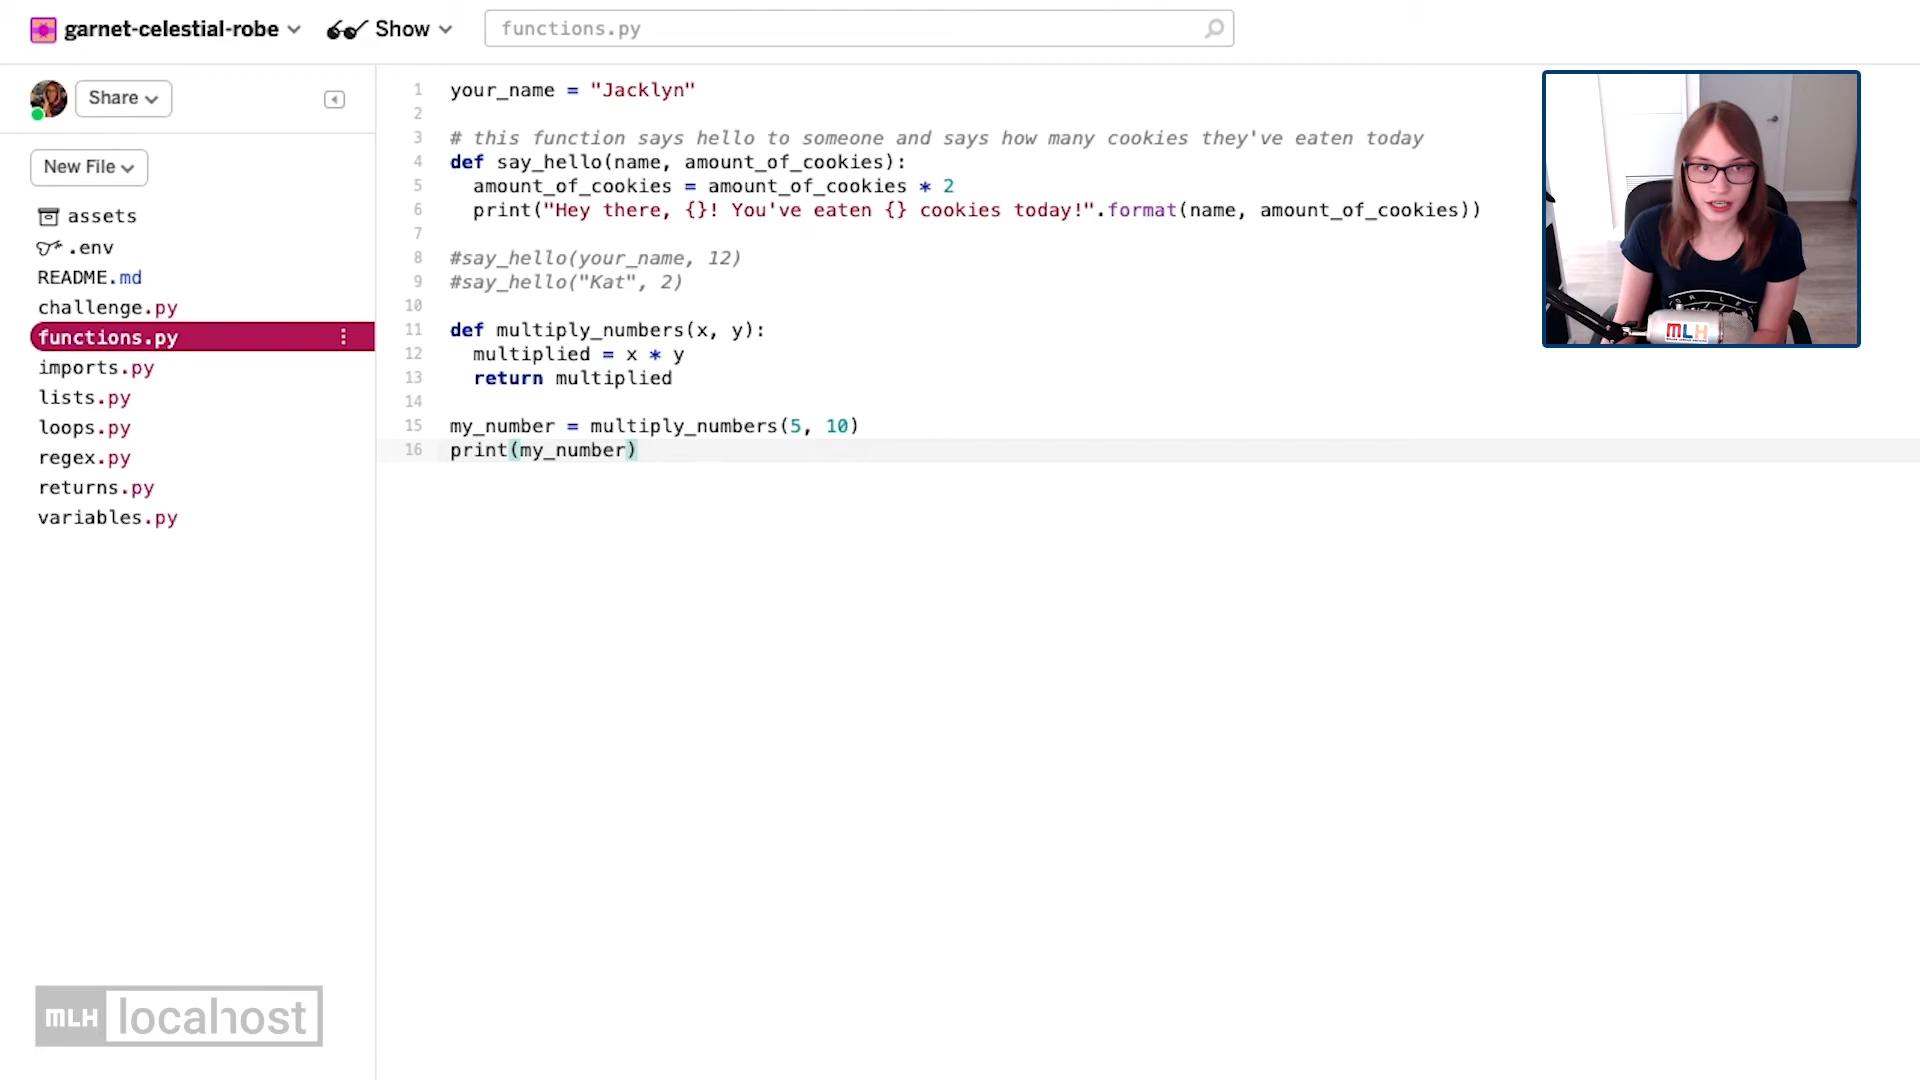 garnet-celestial-robe
Show
functions.py
Share
New File
assets
.env
README.md
challenge.py
functions.py
imports.py
lists.py
loops.py
regex.py
returns.py
variables.py
1 your_name = "Jacklyn"
2
3 # this function says hello to someone and says how many cookies they've eaten today
4 def say_hello(name, amount_of_cookies):
5   amount_of_cookies = amount_of_cookies * 2
6   print("Hey there, {}! You've eaten {} cookies today!".format(name, amount_of_cookies))
7
8 #say_hello(your_name, 12)
9 #say_hello("Kat", 2)
10
11 def multiply_numbers(x, y):
12   multiplied = x * y
13   return multiplied
14
15 my_number = multiply_numbers(5, 10)
16 print(my_number)
MLH
MLH localhost